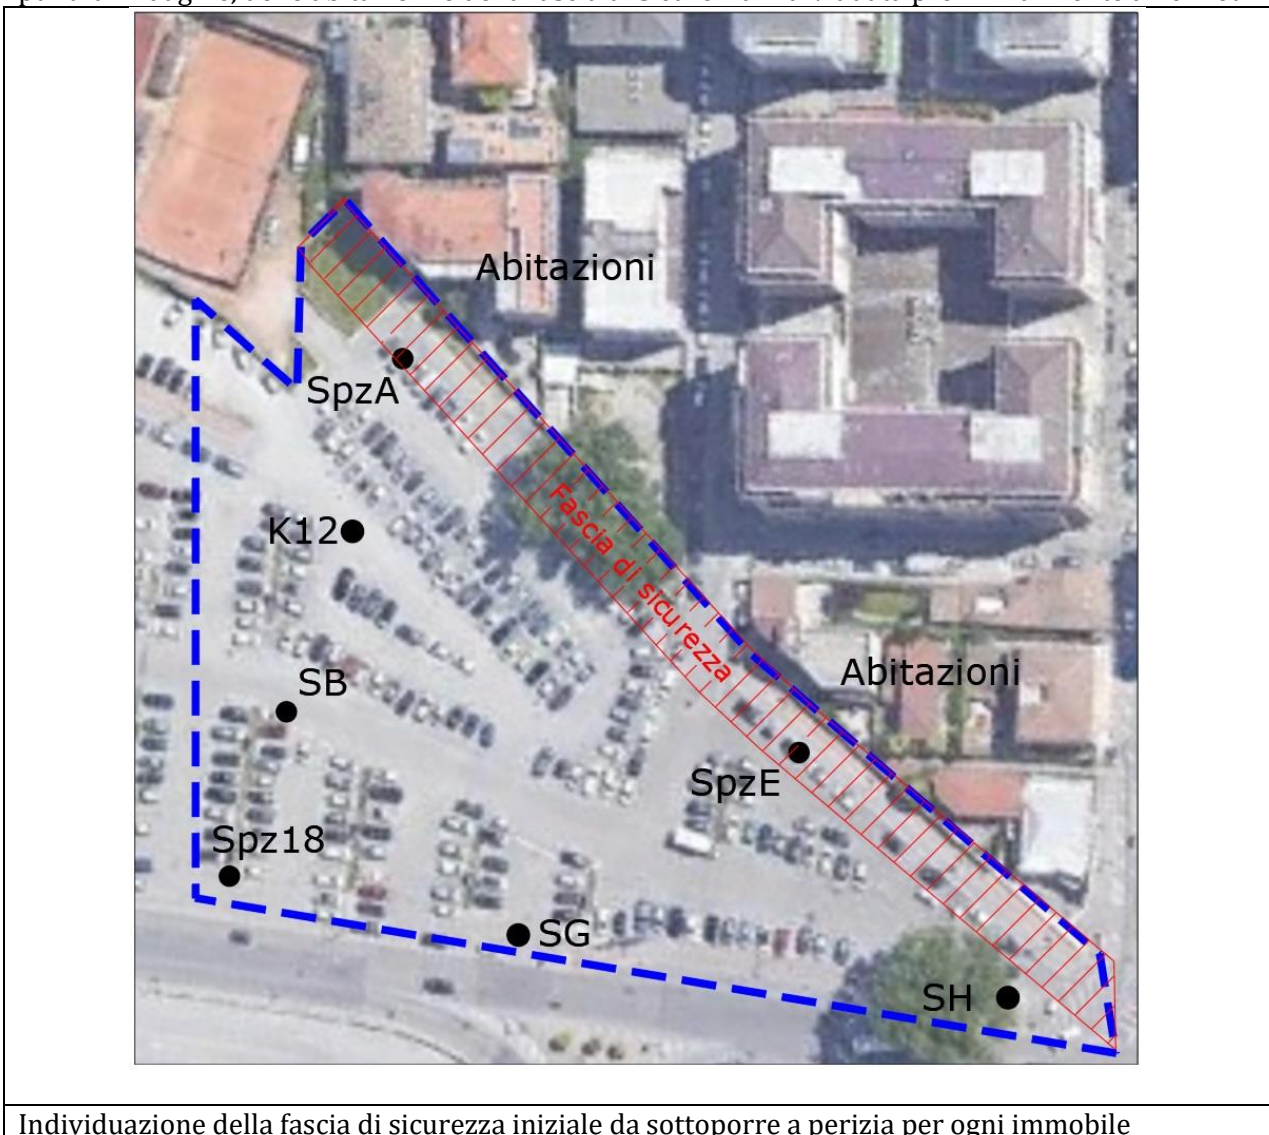 Abitazioni
SpzA
Fascia di sicurezza
K12
Abitazioni
SB
SpzE
Spz18
SG
SH
Individuazione della fascia di sicurezza iniziale da sottoporre a perizia per ogni immobile